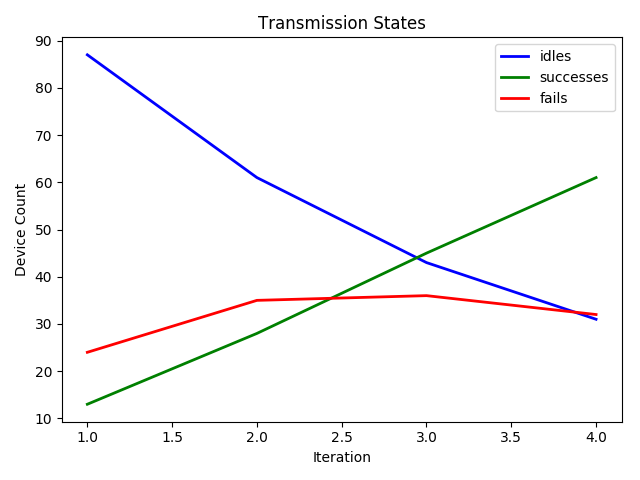 Transmission States
idles
successes
fails
Device Count
90
80
70
60
50
40
30
20
10
1.0 1.5 2.0 2.5 3.0 3.5 4.0
Iteration